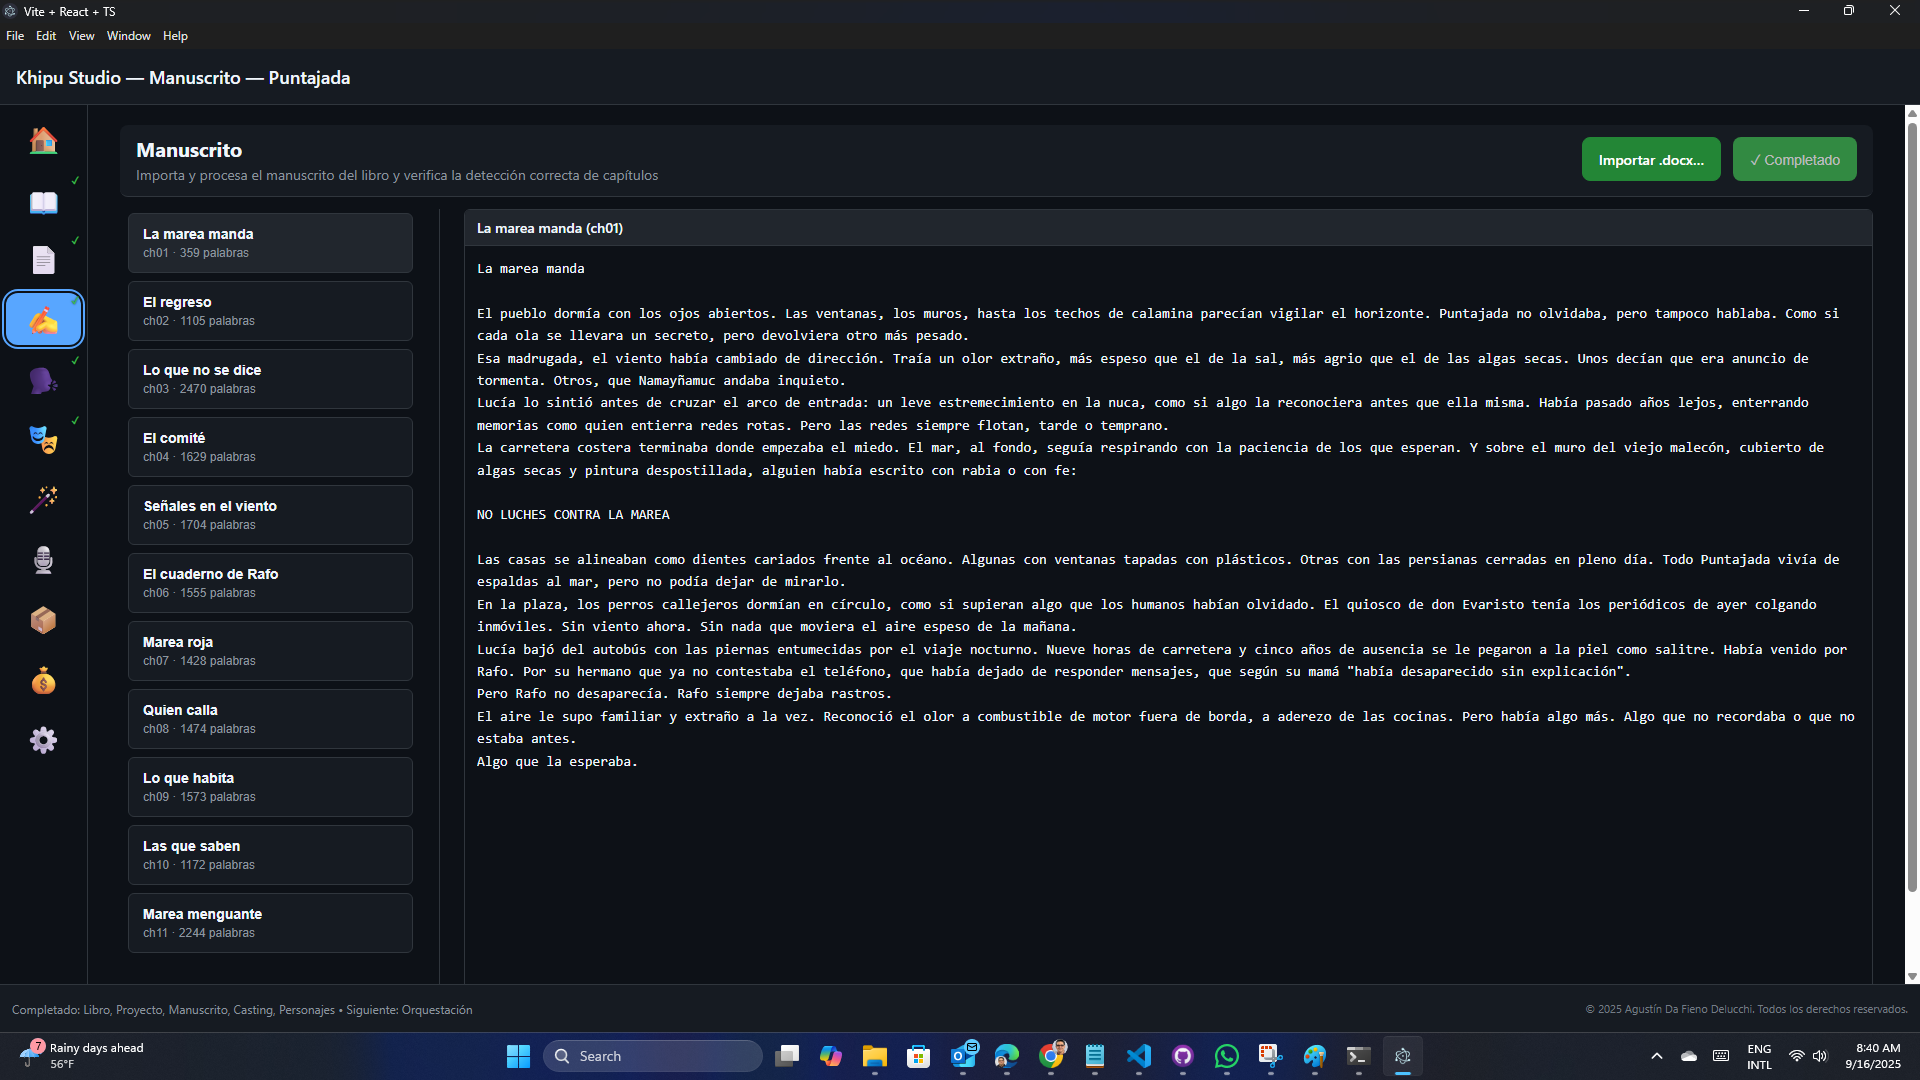 Vite + React + TS
File Edit View Window Help
Khipu Studio — Manuscrito — Puntajada
Manuscrito
Importa y procesa el manuscrito del libro y verifica la detección correcta de capítulos
Importar .docx...
✓ Completado
La marea manda
ch01 · 359 palabras
El regreso
ch02 · 1105 palabras
Lo que no se dice
ch03 · 2470 palabras
El comité
ch04 · 1629 palabras
Señales en el viento
ch05 · 1704 palabras
El cuaderno de Rafo
ch06 · 1555 palabras
Marea roja
ch07 · 1428 palabras
Quien calla
ch08 · 1474 palabras
Lo que habita
ch09 · 1573 palabras
Las que saben
ch10 · 1172 palabras
Marea menguante
ch11 · 2244 palabras
La marea manda (ch01)
La marea manda
El pueblo dormía con los ojos abiertos. Las ventanas, los muros, hasta los techos de calamina parecían vigilar el horizonte. Puntajada no olvidaba, pero tampoco hablaba. Como si
cada ola se llevara un secreto, pero devolviera otro más pesado.
Esa madrugada, el viento había cambiado de dirección. Traía un olor extraño, más espeso que el de la sal, más agrio que el de las algas secas. Unos decían que era anuncio de
tormenta. Otros, que Namayñamuc andaba inquieto.
Lucía lo sintió antes de cruzar el arco de entrada: un leve estremecimiento en la nuca, como si algo la reconociera antes que ella misma. Había pasado años lejos, enterrando
memorias como quien entierra redes rotas. Pero las redes siempre flotan, tarde o temprano.
La carretera costera terminaba donde empezaba el miedo. El mar, al fondo, seguía respirando con la paciencia de los que esperan. Y sobre el muro del viejo malecón, cubierto de
algas secas y pintura despostillada, alguien había escrito con rabia o con fe:
NO LUCHES CONTRA LA MAREA
Las casas se alineaban como dientes cariados frente al océano. Algunas con ventanas tapadas con plásticos. Otras con las persianas cerradas en pleno día. Todo Puntajada vivía de
espaldas al mar, pero no podía dejar de mirarlo.
En la plaza, los perros callejeros dormían en círculo, como si supieran algo que los humanos habían olvidado. El quiosco de don Evaristo tenía los periódicos de ayer colgando
inmóviles. Sin viento ahora. Sin nada que moviera el aire espeso de la mañana.
Lucía bajó del autobús con las piernas entumecidas por el viaje nocturno. Nueve horas de carretera y cinco años de ausencia se le pegaron a la piel como salitre. Había venido por
Rafo. Por su hermano que ya no contestaba el teléfono, que había dejado de responder mensajes, que según su mamá "había desaparecido sin explicación".
Pero Rafo no desaparecía. Rafo siempre dejaba rastros.
El aire le supo familiar y extraño a la vez. Reconoció el olor a combustible de motor fuera de borda, a aderezo de las cocinas. Pero había algo más. Algo que no recordaba o que no
estaba antes.
Algo que la esperaba.
Completado: Libro, Proyecto, Manuscrito, Casting, Personajes • Siguiente: Orquestación
© 2025 Agustín Da Fieno Delucchi. Todos los derechos reservados.
7
Rainy days ahead
56°F
Search
ENG
INTL
8:40 AM
9/16/2025